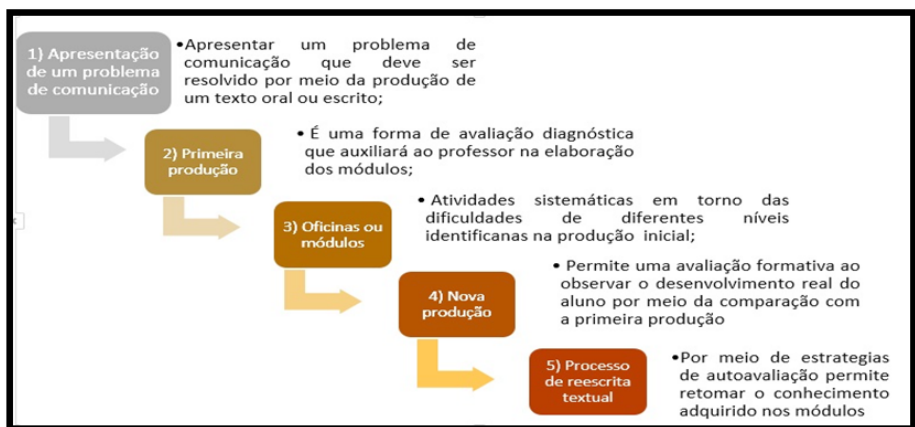 1) Apresentação
de um problema
de comunicação
•Apresentar um problema de
comunicação que deve ser
resolvido por meio da produção de
um texto oral ou escrito;
2) Primeira
produção
• É uma forma de avaliação diagnóstica
que auxiliará ao professor na elaboração
dos módulos;
3) Oficinas ou
módulos
• Atividades sistemáticas em torno das
dificuldades de diferentes níveis
identificanas na produção inicial;
4) Nova
produção
• Permite uma avaliação formativa ao
observar o desenvolvimento real do
aluno por meio da comparação com
a primeira produção
5) Processo
de reescrita
textual
•Por meio de estrategias
de autoavaliação permite
retomar o conhecimento
adquirido nos módulos